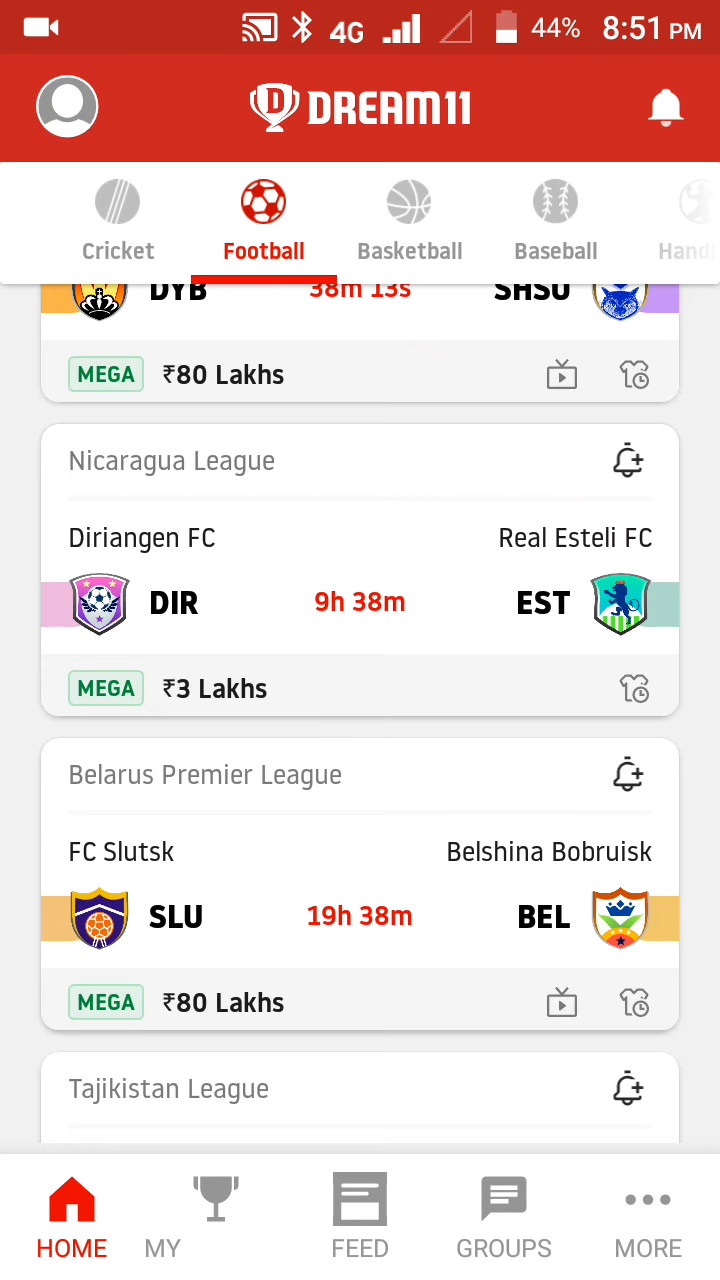 4G 44% 8:51 PM
DREAM11
Cricket Football Basketball Baseball Handb
DYB 38m 13s SHSU
MEGA ₹80 Lakhs
Nicaragua League
Diriangen FC Real Esteli FC
DIR 9h 38m EST
MEGA ₹3 Lakhs
Belarus Premier League
FC Slutsk Belshina Bobruisk
SLU 19h 38m BEL
MEGA ₹80 Lakhs
Tajikistan League
HOME MY FEED GROUPS MORE